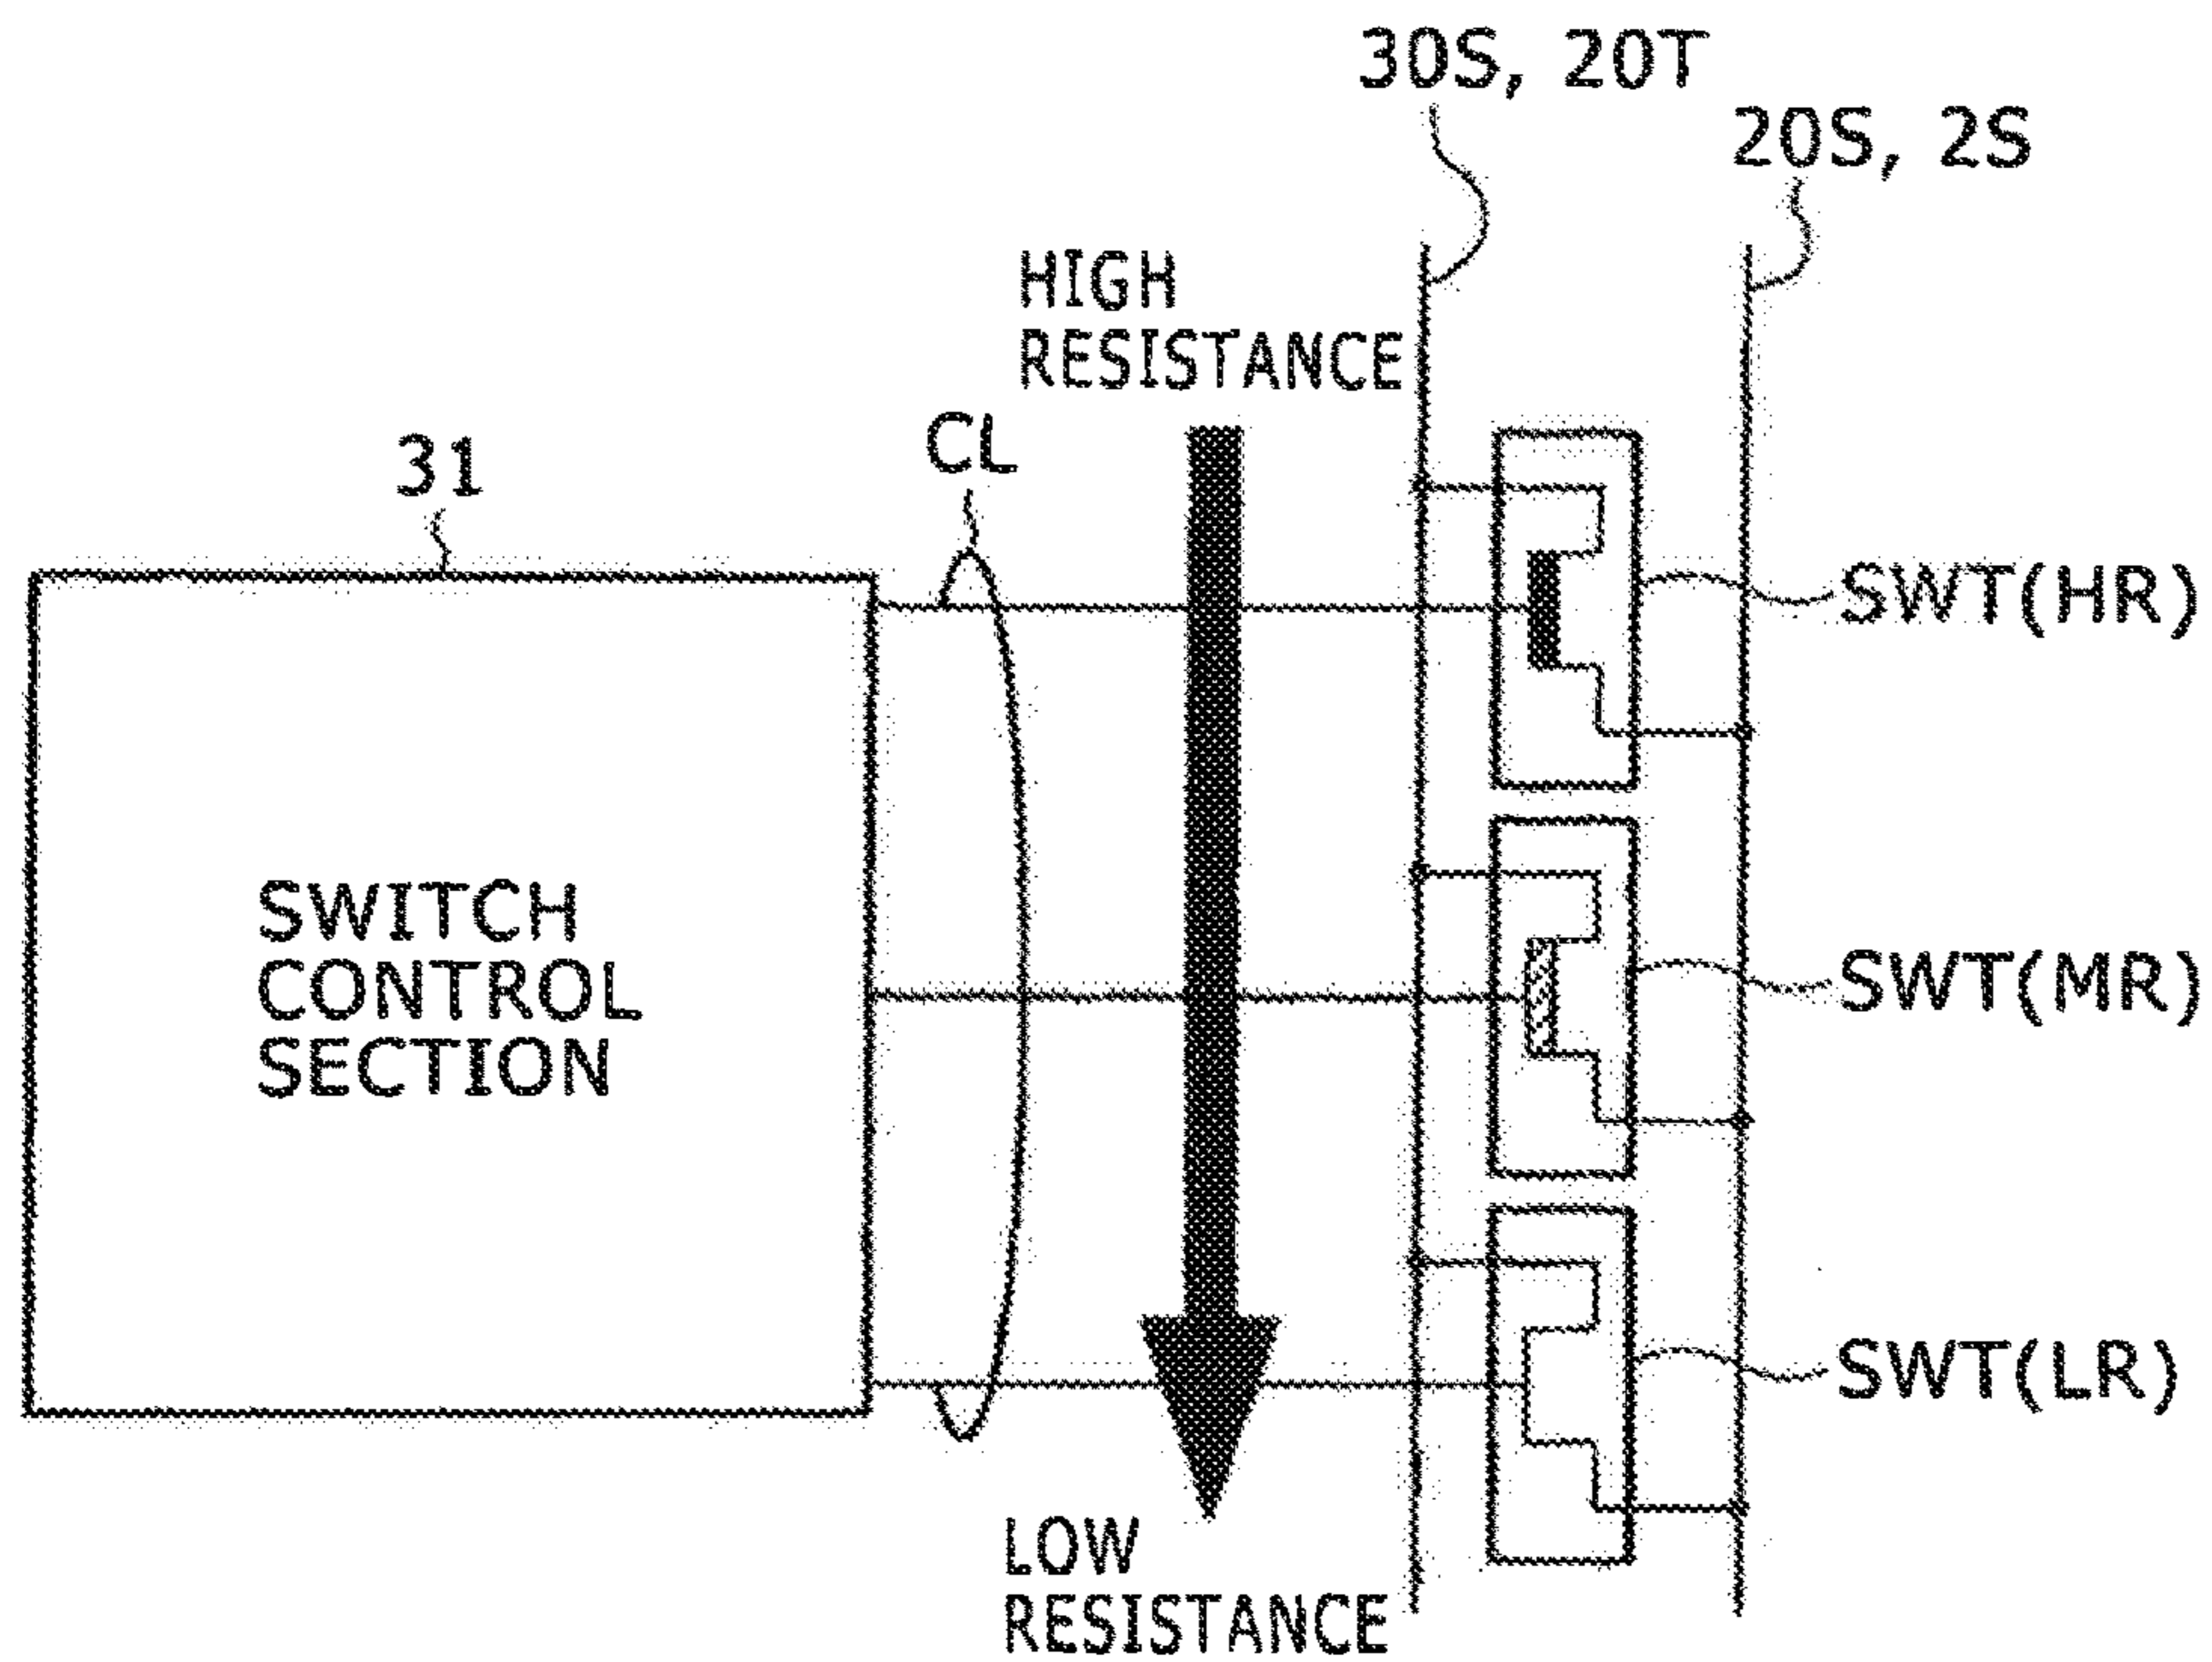 30S, 20T
20S, 2S
HIGH
RESISTANCE
CL
31
SWT(HR)
SWITCH
CONTROL
SECTION
SWT(MR)
SWT(LR)
LOW
RESISTANCE